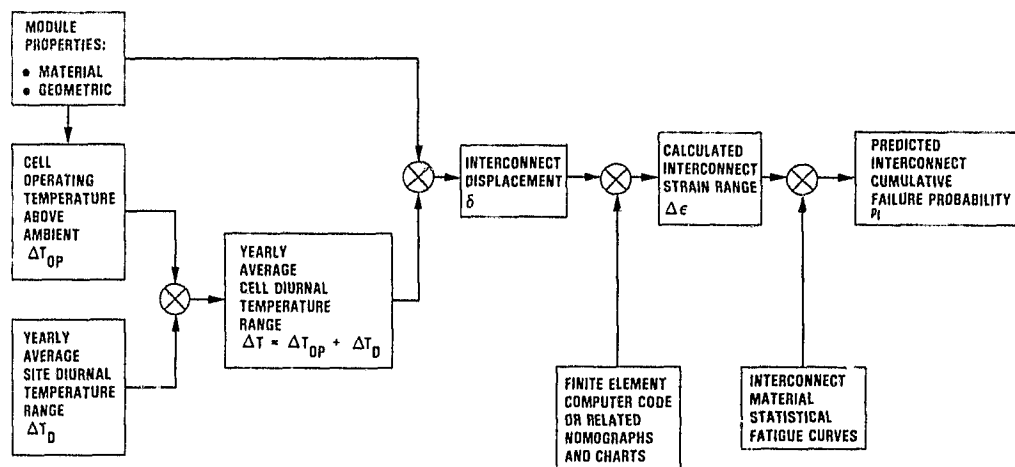 MODULE
PROPERTIES:
• MATERIAL
• GEOMETRIC
CELL
OPERATING
TEMPERATURE
ABOVE
AMBIENT
ΔT_OP
YEARLY
AVERAGE
SITE DIURNAL
TEMPERATURE
RANGE
ΔT_D
YEARLY
AVERAGE
CELL DIURNAL
TEMPERATURE
RANGE
ΔT = ΔT_OP + ΔT_D
INTERCONNECT
DISPLACEMENT
δ
FINITE ELEMENT
COMPUTER CODE
OR RELATED
NOMOGRAPHS
AND CHARTS
CALCULATED
INTERCONNECT
STRAIN RANGE
Δϵ
INTERCONNECT
MATERIAL
STATISTICAL
FATIGUE CURVES
PREDICTED
INTERCONNECT
CUMULATIVE
FAILURE PROBABILITY